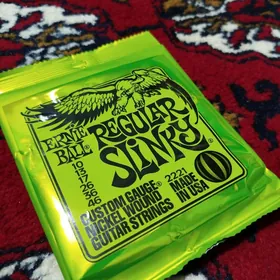 ERNIE BALL
REGULAR SLINKY
10
13
17
26
36
46
CUSTOM GAUGE
NICKEL WOUND
GUITAR STRINGS
2221
MADE
IN USA